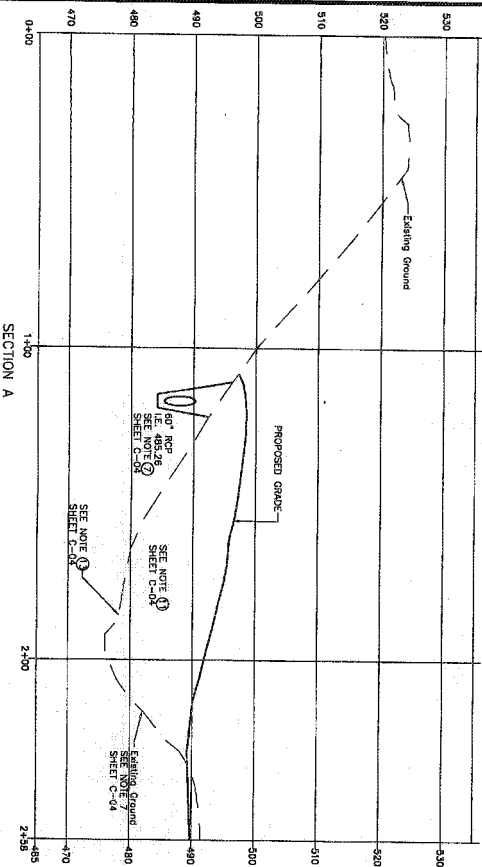 470
480
490
500
510
520
530
0+00
Existing Ground
1+00
SECTION A
60" RCP
I.E. 485.26
SEE NOTE 7
SHEET C-04
PROPOSED GRADE
SEE NOTE 11
SHEET C-04
SEE NOTE 13
SHEET C-04
2+00
Existing Ground
SEE NOTE 7
SHEET C-04
2+58
485
470
480
490
500
510
520
530